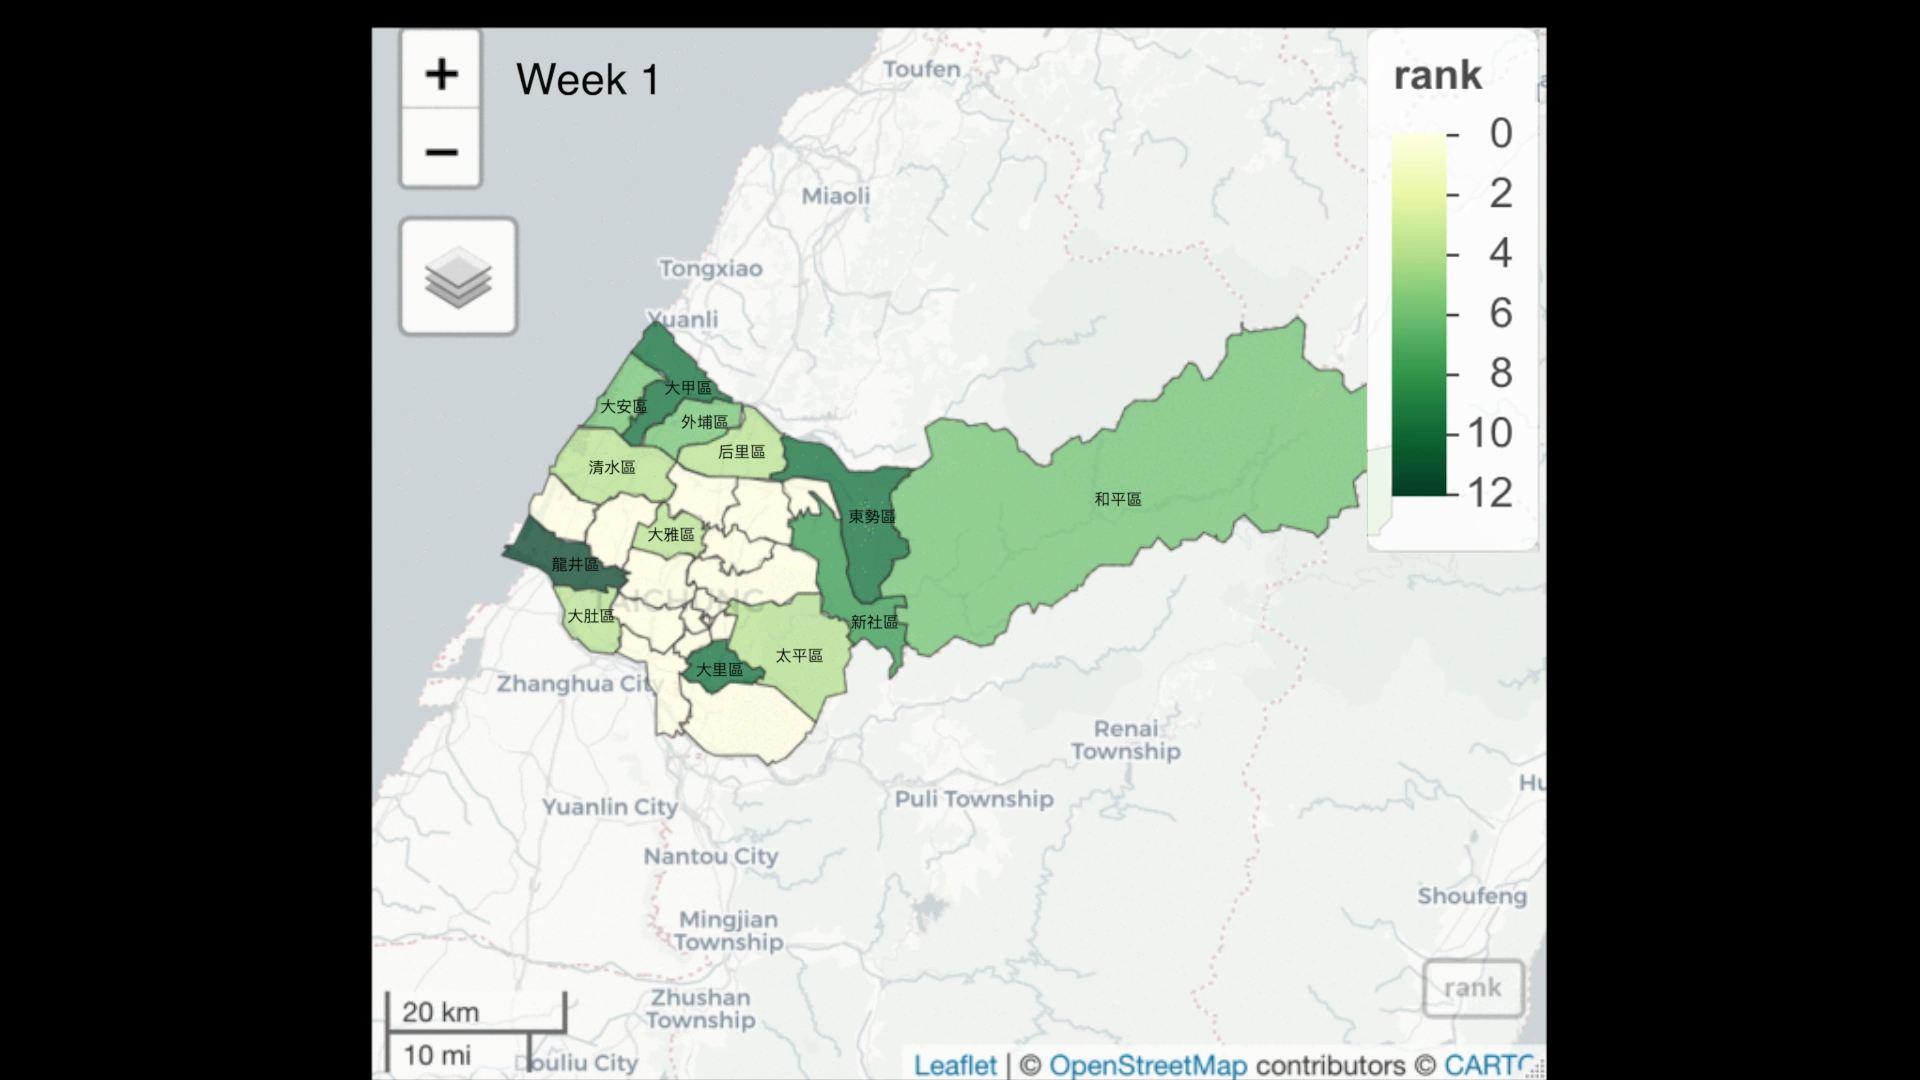 +
Week 1
−
rank
0
2
4
6
8
10
12
Toufen
Miaoli
Tongxiao
Yuanli
大甲區
大安區
外埔區
后里區
清水區
和平區
東勢區
大雅區
龍井區
TAICHUNG
大肚區
新社區
太平區
大里區
Zhanghua City
Renai
Township
Puli Township
Yuanlin City
Nantou City
Shoufeng
Mingjian
Township
rank
Zhushan
Township
20 km
10 mi
Douliu City
Leaflet | © OpenStreetMap contributors © CARTO